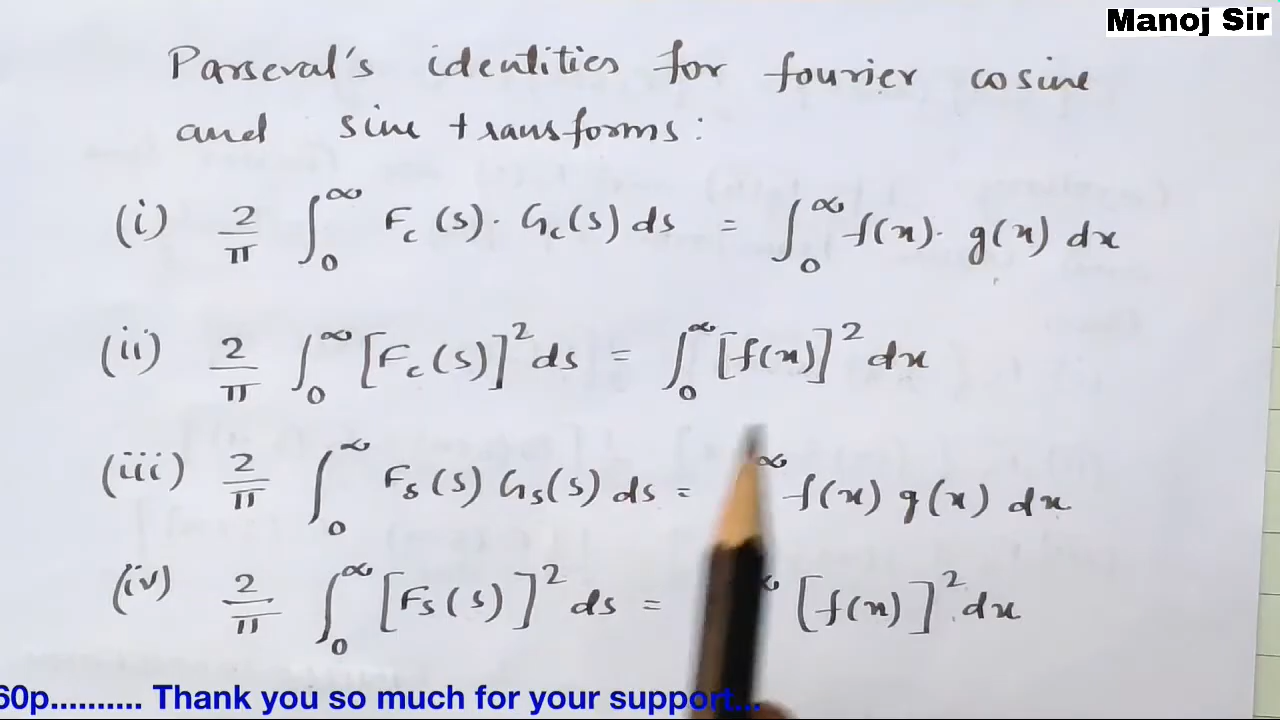 Manoj Sir
Parseval's identities for fourier cosine
and sine transforms:
(i) 2/π ∫₀^∞ F_c(s)· G_c(s) ds = ∫₀^∞ f(x)· g(x) dx
(ii) 2/π ∫₀^∞ [F_c(s)]² ds = ∫₀^∞ [f(x)]² dx
(iii) 2/π ∫₀^∞ F_s(s) G_s(s) ds = ∞ f(x) g(x) dx
(iv) 2/π ∫₀^∞ [F_s(s)]² ds = [f(x)]² dx
60p.......... Thank you so much for your support...